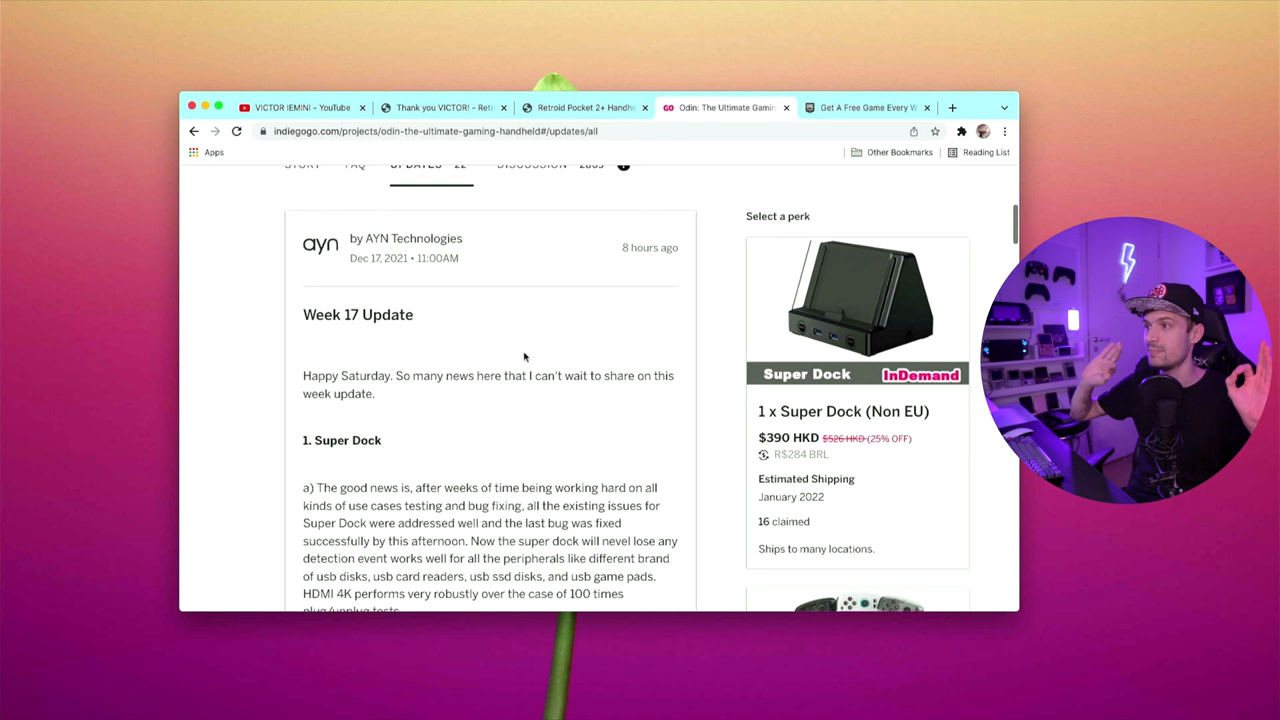 VICTOR IEMINI - YouTube
Thank you VICTOR! - Retr
Retroid Pocket 2+ Handhe
GO Odin: The Ultimate Gamin
Get A Free Game Every W
indiegogo.com/projects/odin-the-ultimate-gaming-handheld#/updates/all
Apps
Other Bookmarks
Reading List
STORY FAQ UPDATES 22 DISCUSSION
Select a perk
ayn
by AYN Technologies
Dec 17, 2021 • 11:00AM
8 hours ago
Week 17 Update
Happy Saturday. So many news here that I can't wait to share on this
week update.
1. Super Dock
a) The good news is, after weeks of time being working hard on all
kinds of use cases testing and bug fixing, all the existing issues for
Super Dock were addressed well and the last bug was fixed
successfully by this afternoon. Now the super dock will nevel lose any
detection event works well for all the peripherals like different brand
of usb disks, usb card readers, usb ssd disks, and usb game pads.
HDMI 4K performs very robustly over the case of 100 times
plug/unplug tests.
Super Dock InDemand
1 x Super Dock (Non EU)
$390 HKD $526 HKD (25% OFF)
R$284 BRL
Estimated Shipping
January 2022
16 claimed
Ships to many locations.